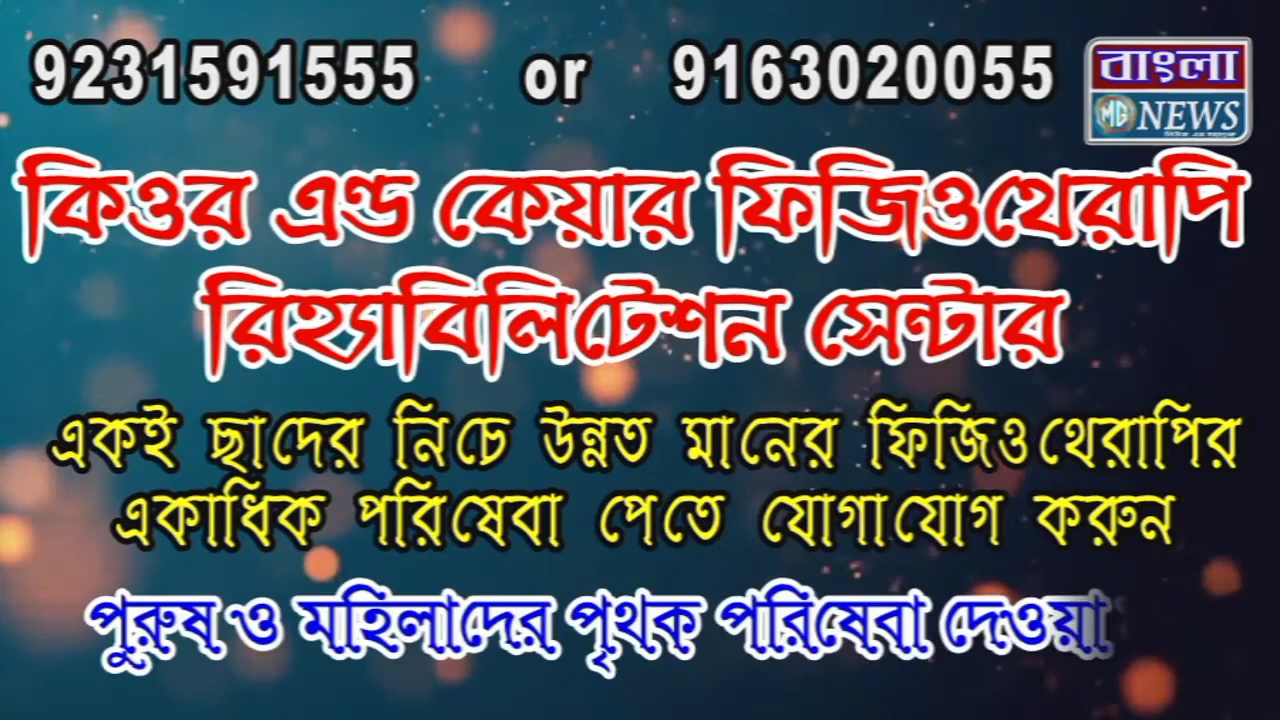 9231591555 or 9163020055
বাংলা
MG NEWS
কিওর এণ্ড কেয়ার ফিজিওথেরাপি
রিহ্যাবিলিটেশন সেন্টার
একই ছাদের নিচে উন্নত মানের ফিজিওথেরাপির
একাধিক পরিষেবা পেতে যোগাযোগ করুন
পুরুষ ও মহিলাদের পৃথক পরিষেবা দেওয়া